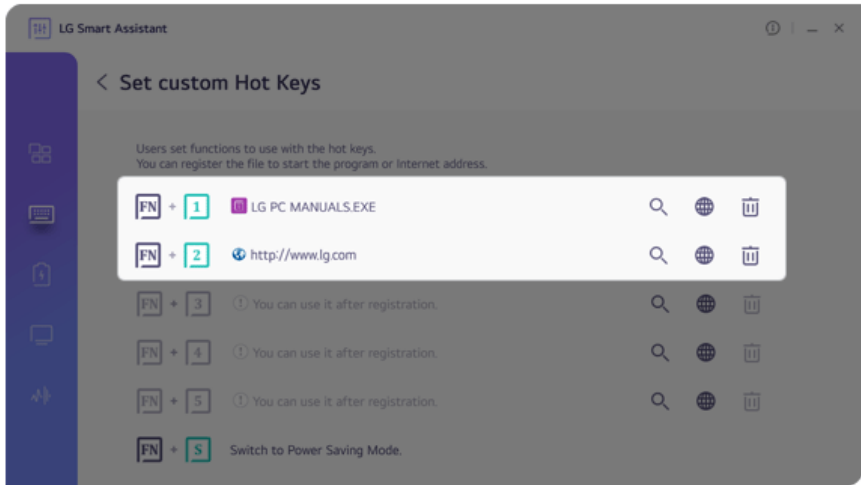 LG Smart Assistant
Set custom Hot Keys
Users set functions to use with the hot keys.
You can register the file to start the program or Internet address.
FN + 1 LG PC MANUALS.EXE
FN + 2 http://www.lg.com
FN + 3 You can use it after registration.
FN + 4 You can use it after registration.
FN + 5 You can use it after registration.
FN + S Switch to Power Saving Mode.